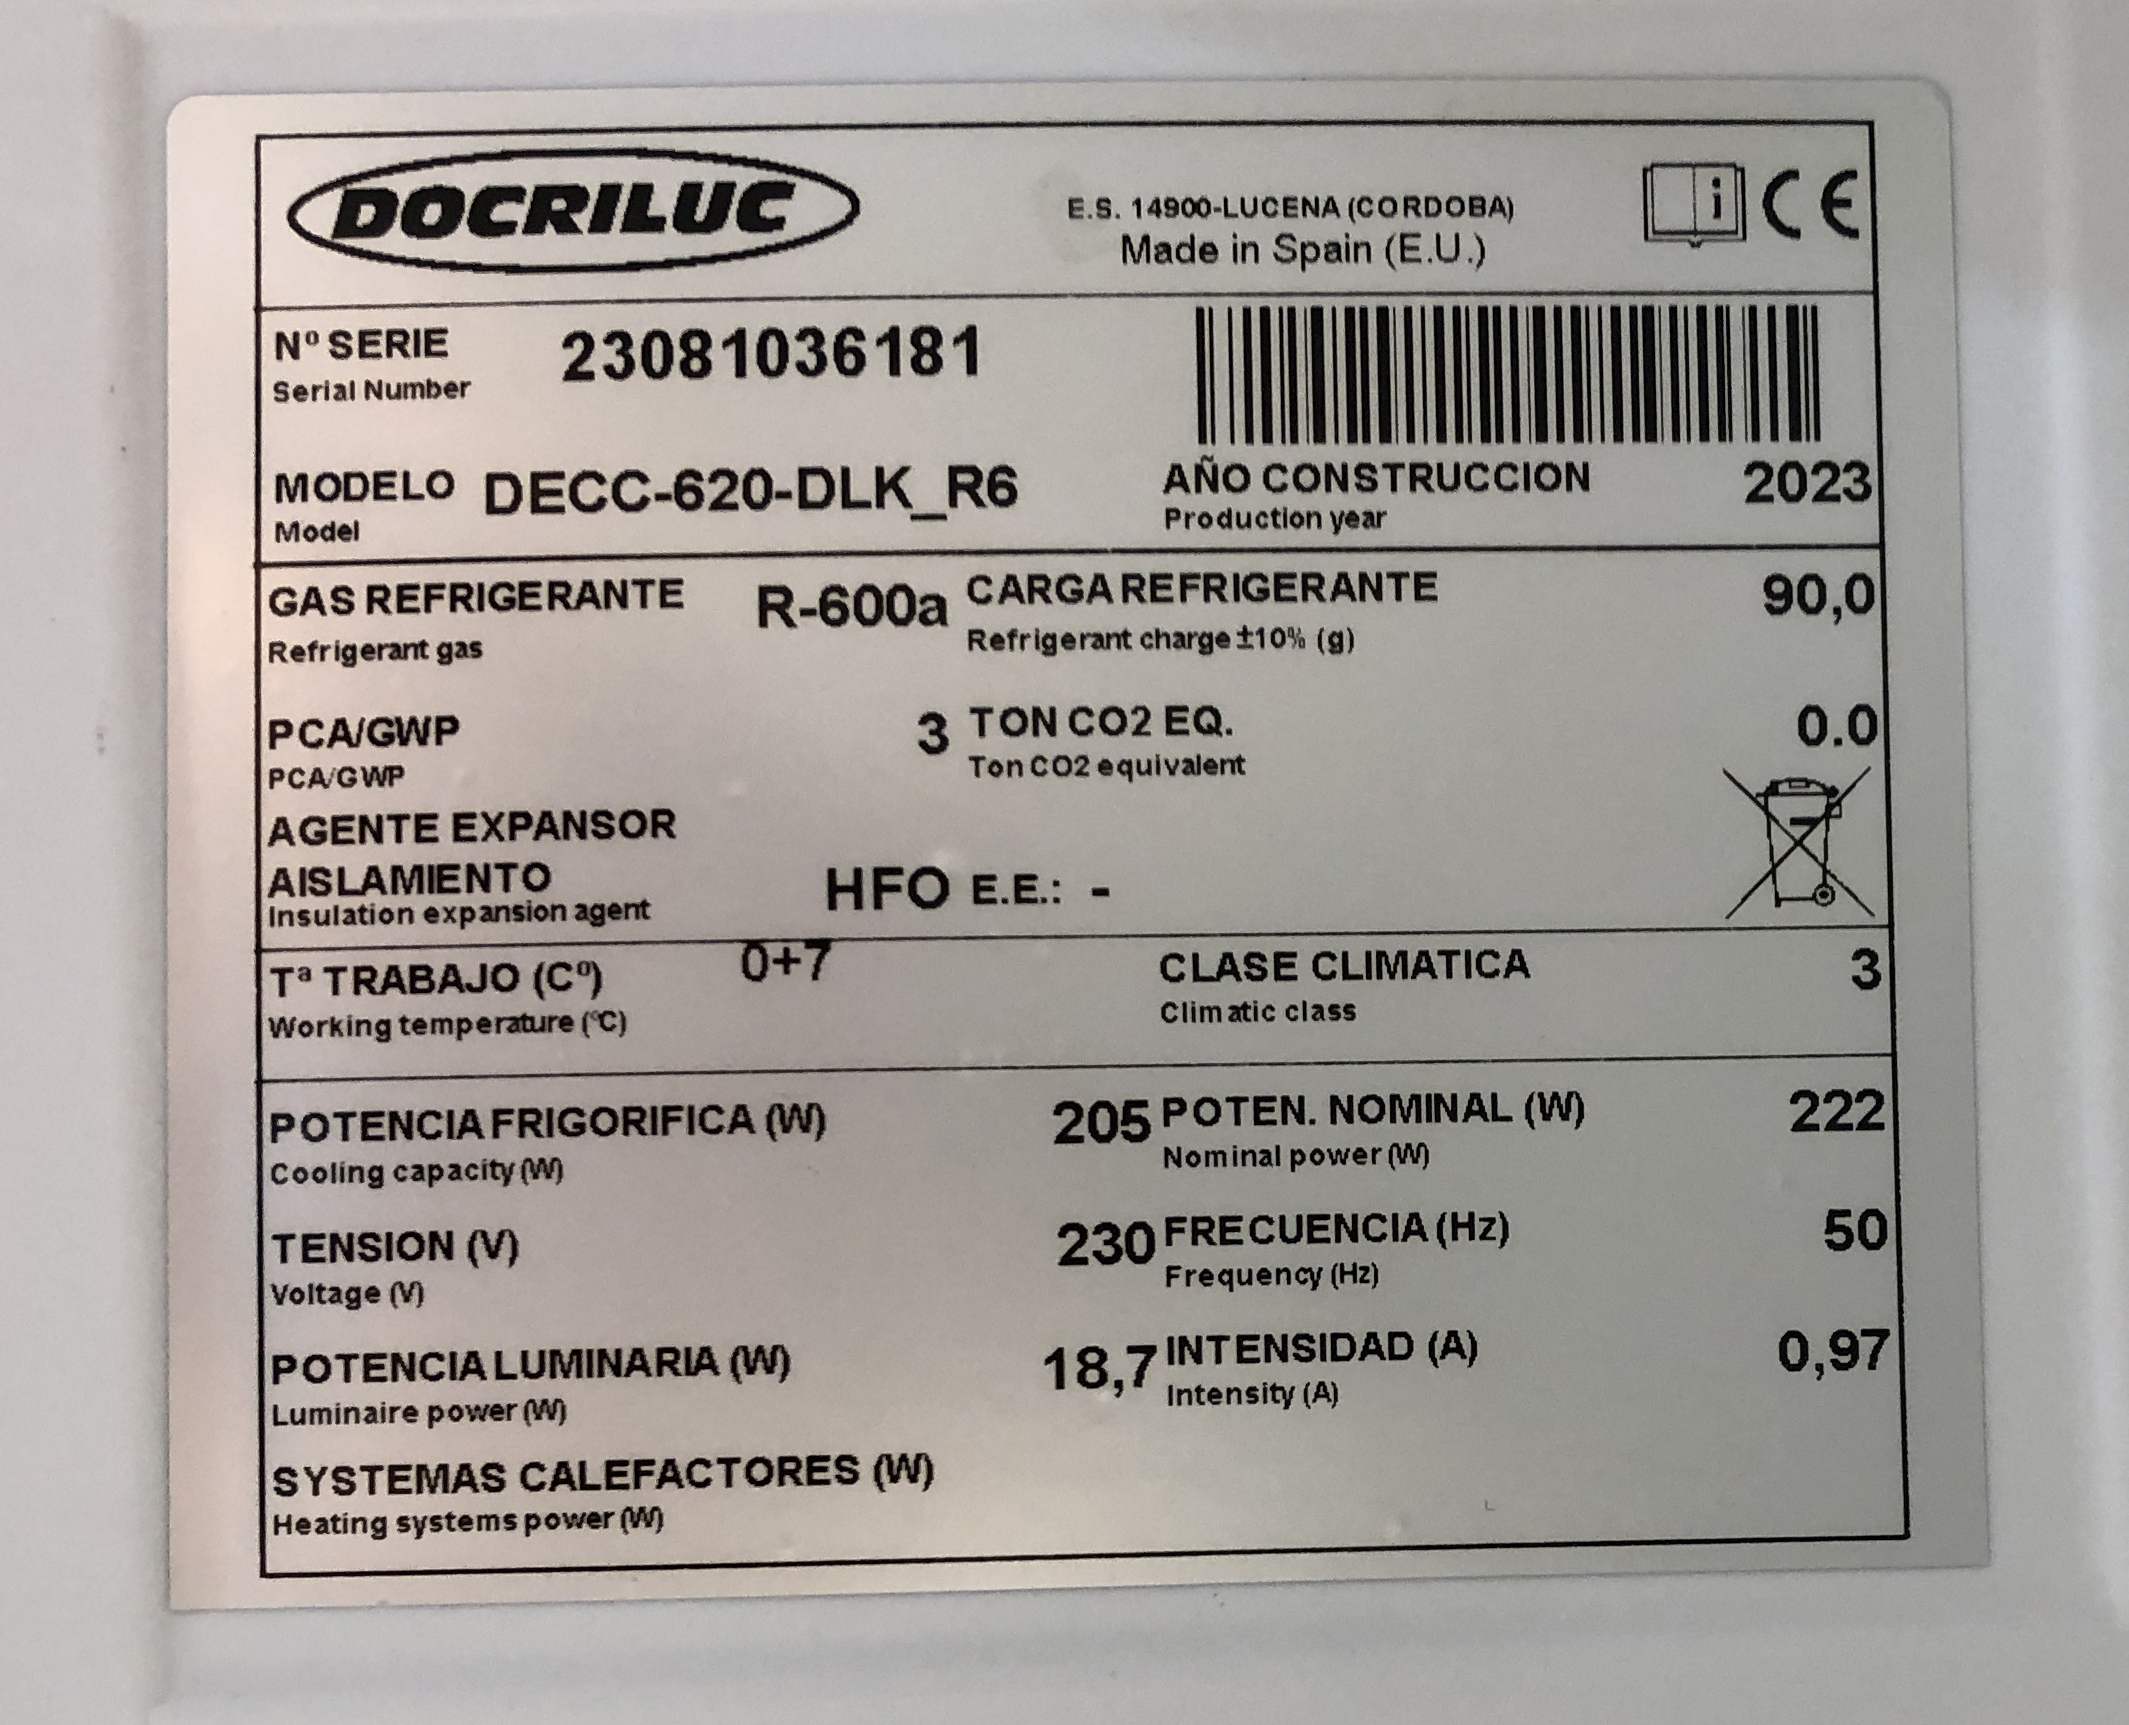 DOCRILUC
E.S. 14900-LUCENA (CORDOBA)
Made in Spain (E.U.)
i CE
Nº SERIE 23081036181
Serial Number
MODELO DECC-620-DLK_R6 AÑO CONSTRUCCION 2023
Model Production year
GAS REFRIGERANTE R-600a CARGA REFRIGERANTE 90,0
Refrigerant gas Refrigerant charge ±10% (g)
PCA/GWP 3 TON CO2 EQ. 0.0
PCA/GWP Ton CO2 equivalent
AGENTE EXPANSOR
AISLAMIENTO HFO E.E.: -
Insulation expansion agent
Tª TRABAJO (Cº) 0+7 CLASE CLIMATICA 3
Working temperature (ºC) Climatic class
POTENCIA FRIGORIFICA (W) 205 POTEN. NOMINAL (W) 222
Cooling capacity (W) Nominal power (W)
TENSION (V) 230 FRECUENCIA (Hz) 50
Voltage (V) Frequency (Hz)
POTENCIA LUMINARIA (W) 18,7 INTENSIDAD (A) 0,97
Luminaire power (W) Intensity (A)
SYSTEMAS CALEFACTORES (W)
Heating systems power (W)